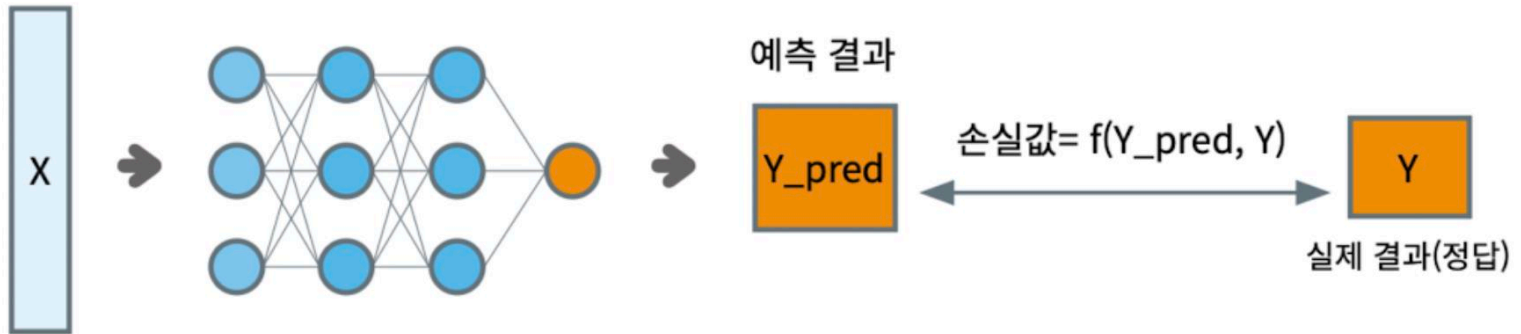 X
예측 결과
Y_pred
손실값= f(Y_pred, Y)
Y
실제 결과(정답)